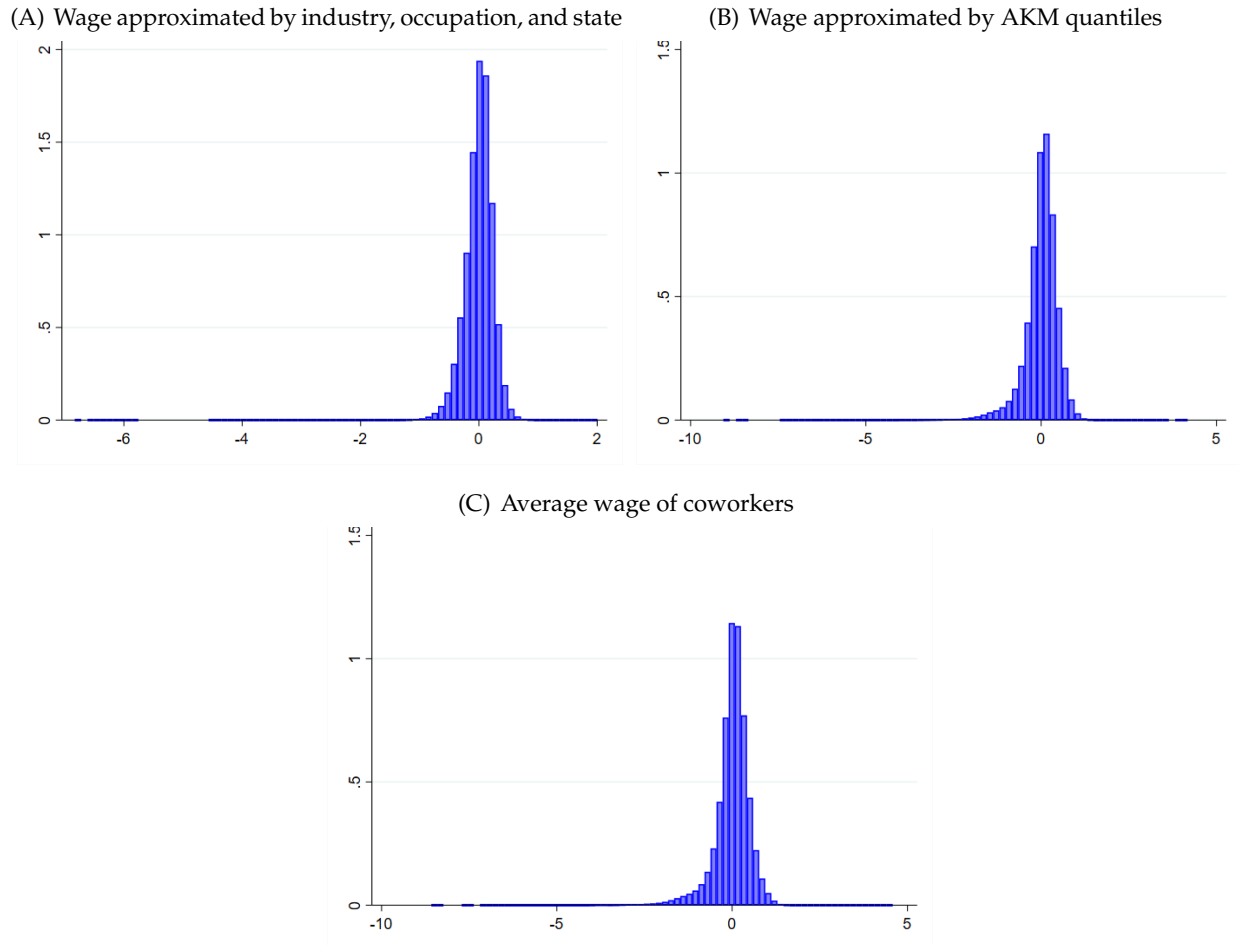 (A) Wage approximated by industry, occupation, and state
2
1.5
1
.5
0
-6 -4 -2 0 2
(B) Wage approximated by AKM quantiles
1.5
1
.5
0
-10 -5 0 5
(C) Average wage of coworkers
1.5
1
.5
0
-10 -5 0 5